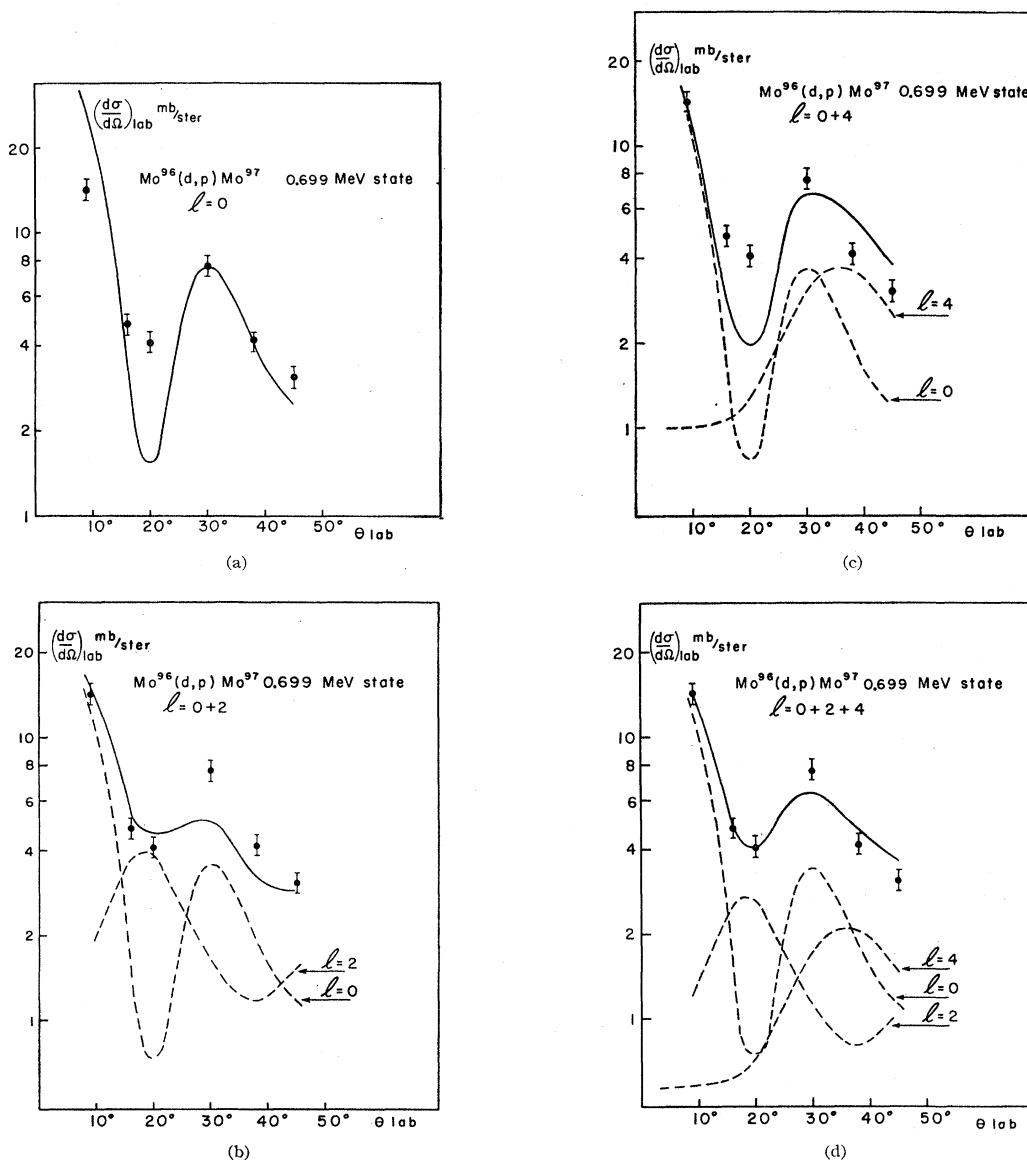 (dσ/dΩ)lab mb/ster
Mo⁹⁶(d,p) Mo⁹⁷ 0.699 MeV state
ℓ = 0
20
10
8
6
4
2
1
10° 20° 30° 40° 50°
θ lab
(a)
(dσ/dΩ)lab mb/ster
Mo⁹⁶(d,p) Mo⁹⁷ 0.699 MeV state
ℓ = 0+4
20
10
8
6
4
2
1
ℓ = 4
ℓ = 0
10° 20° 30° 40° 50°
θ lab
(c)
(dσ/dΩ)lab mb/ster
Mo⁹⁶(d,p) Mo⁹⁷ 0.699 MeV state
ℓ = 0+2
20
10
8
6
4
2
1
ℓ = 2
ℓ = 0
10° 20° 30° 40° 50°
θ lab
(b)
(dσ/dΩ)lab mb/ster
Mo⁹⁶(d,p) Mo⁹⁷ 0.699 MeV state
ℓ = 0+2+4
20
10
8
6
4
2
1
ℓ = 4
ℓ = 0
ℓ = 2
10° 20° 30° 40° 50°
θ lab
(d)